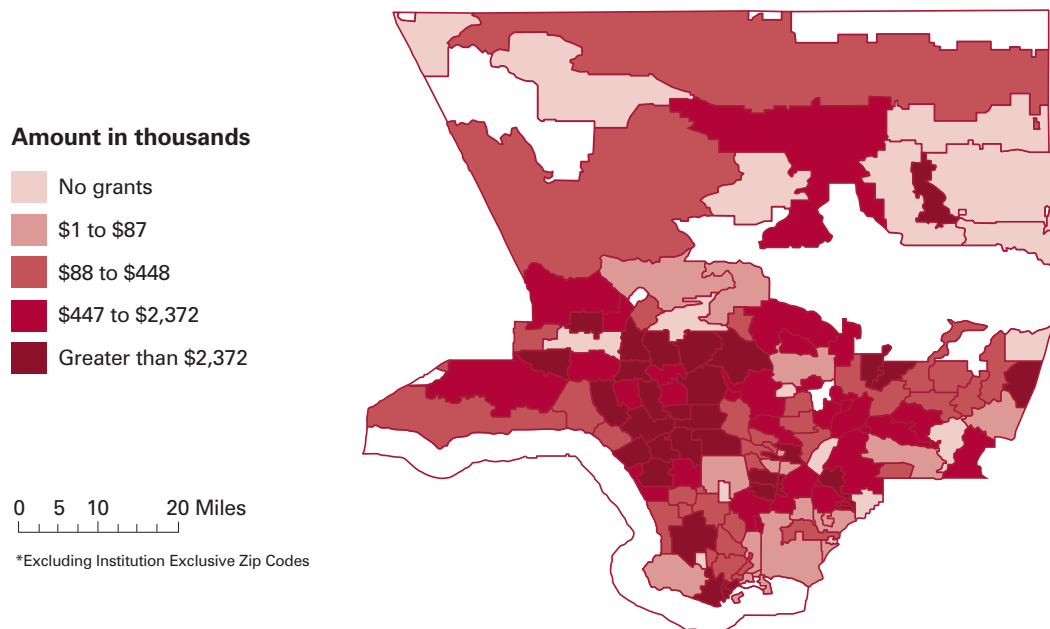 Amount in thousands
No grants
$1 to $87
$88 to $448
$447 to $2,372
Greater than $2,372
0 5 10 20 Miles
*Excluding Institution Exclusive Zip Codes